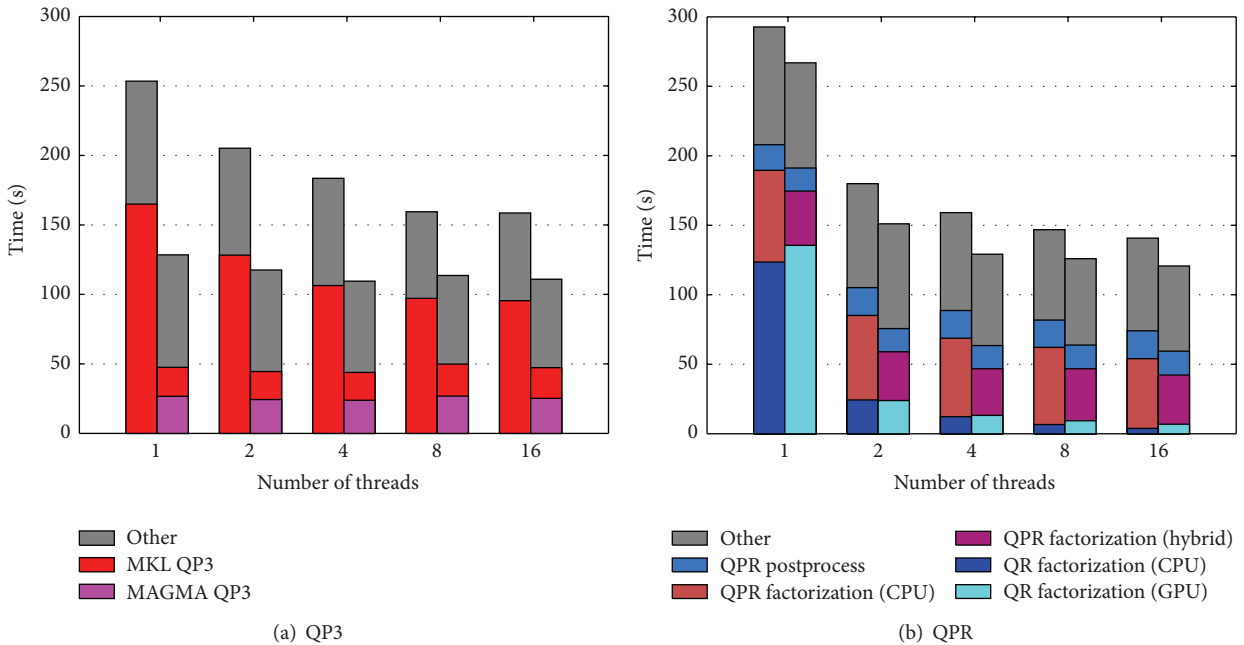 300
250
200
150
100
50
0
Time (s)
1 2 4 8 16
Number of threads
Other
MKL QP3
MAGMA QP3
(a) QP3
300
250
200
150
100
50
0
Time (s)
1 2 4 8 16
Number of threads
Other
QPR postprocess
QPR factorization (CPU)
QPR factorization (hybrid)
QR factorization (CPU)
QR factorization (GPU)
(b) QPR